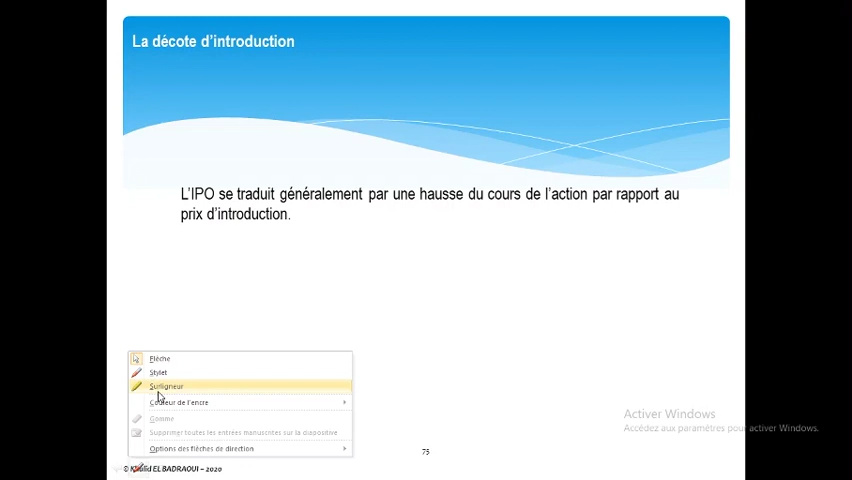 La décote d'introduction
L'IPO se traduit généralement par une hausse du cours de l'action par rapport au
prix d'introduction.
Flèche
Stylet
Surligneur
Couleur de l'encre
Gomme
Supprimer toutes les entrées manuscrites sur la diapositive
Options des flèches de direction
Activer Windows
Accédez aux paramètres pour activer Windows.
75
© Khalid EL BADRAOUI – 2020